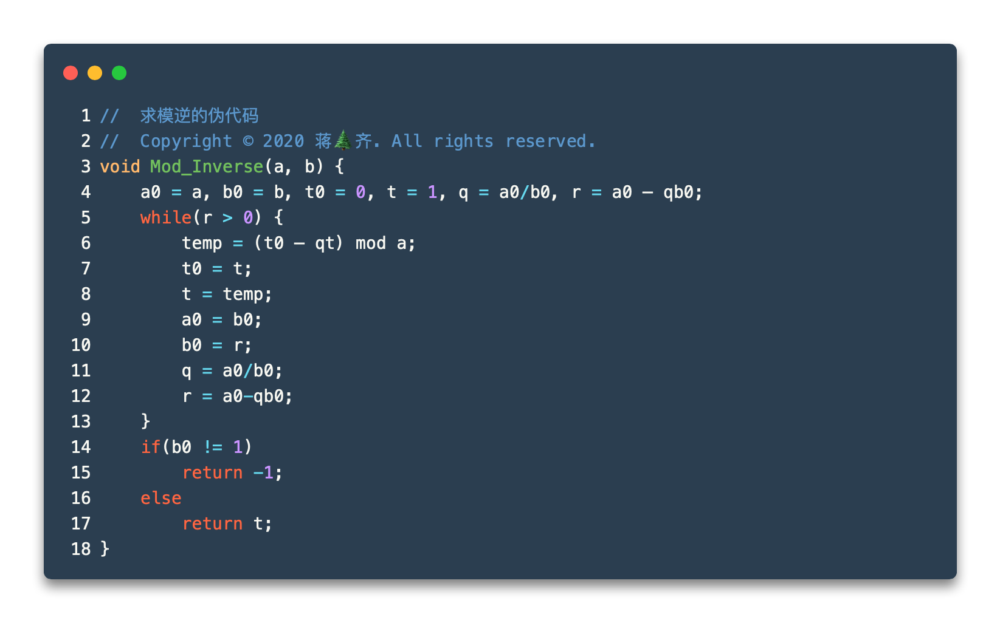 1 //  求模逆的伪代码
2 //  Copyright © 2020 蒋🌲齐. All rights reserved.
3 void Mod_Inverse(a, b) {
4     a0 = a, b0 = b, t0 = 0, t = 1, q = a0/b0, r = a0 – qb0;
5     while(r > 0) {
6         temp = (t0 – qt) mod a;
7         t0 = t;
8         t = temp;
9         a0 = b0;
10         b0 = r;
11         q = a0/b0;
12         r = a0-qb0;
13     }
14     if(b0 != 1)
15         return -1;
16     else
17         return t;
18 }